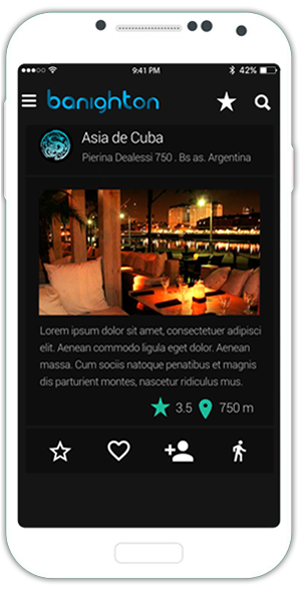 9:41 PM 42%
banighton
Asia de Cuba
Pierina Dealessi 750 . Bs as. Argentina
Lorem ipsum dolor sit amet, consectetuer adipisci
elit. Aenean commodo ligula eget dolor. Aenean
massa. Cum sociis natoque penatibus et magnis
dis parturient montes, nascetur ridiculus mus.
3.5 750 m